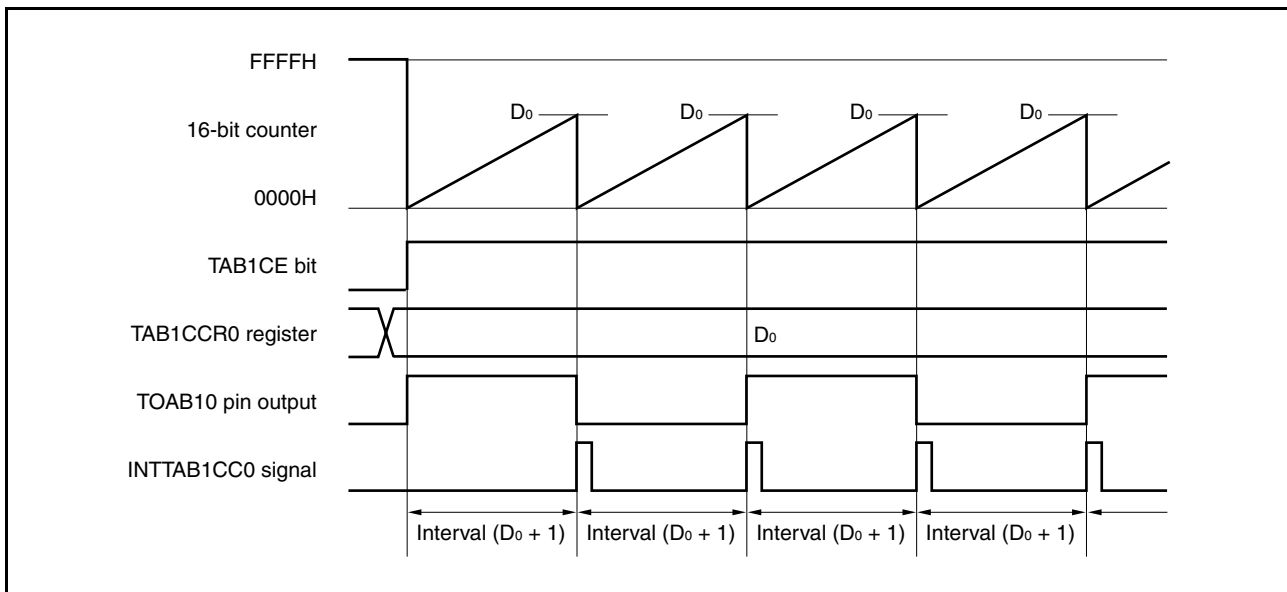 FFFFH
D0 D0 D0 D0
16-bit counter
0000H
TAB1CE bit
TAB1CCR0 register D0
TOAB10 pin output
INTTAB1CC0 signal
Interval (D0 + 1) Interval (D0 + 1) Interval (D0 + 1) Interval (D0 + 1)